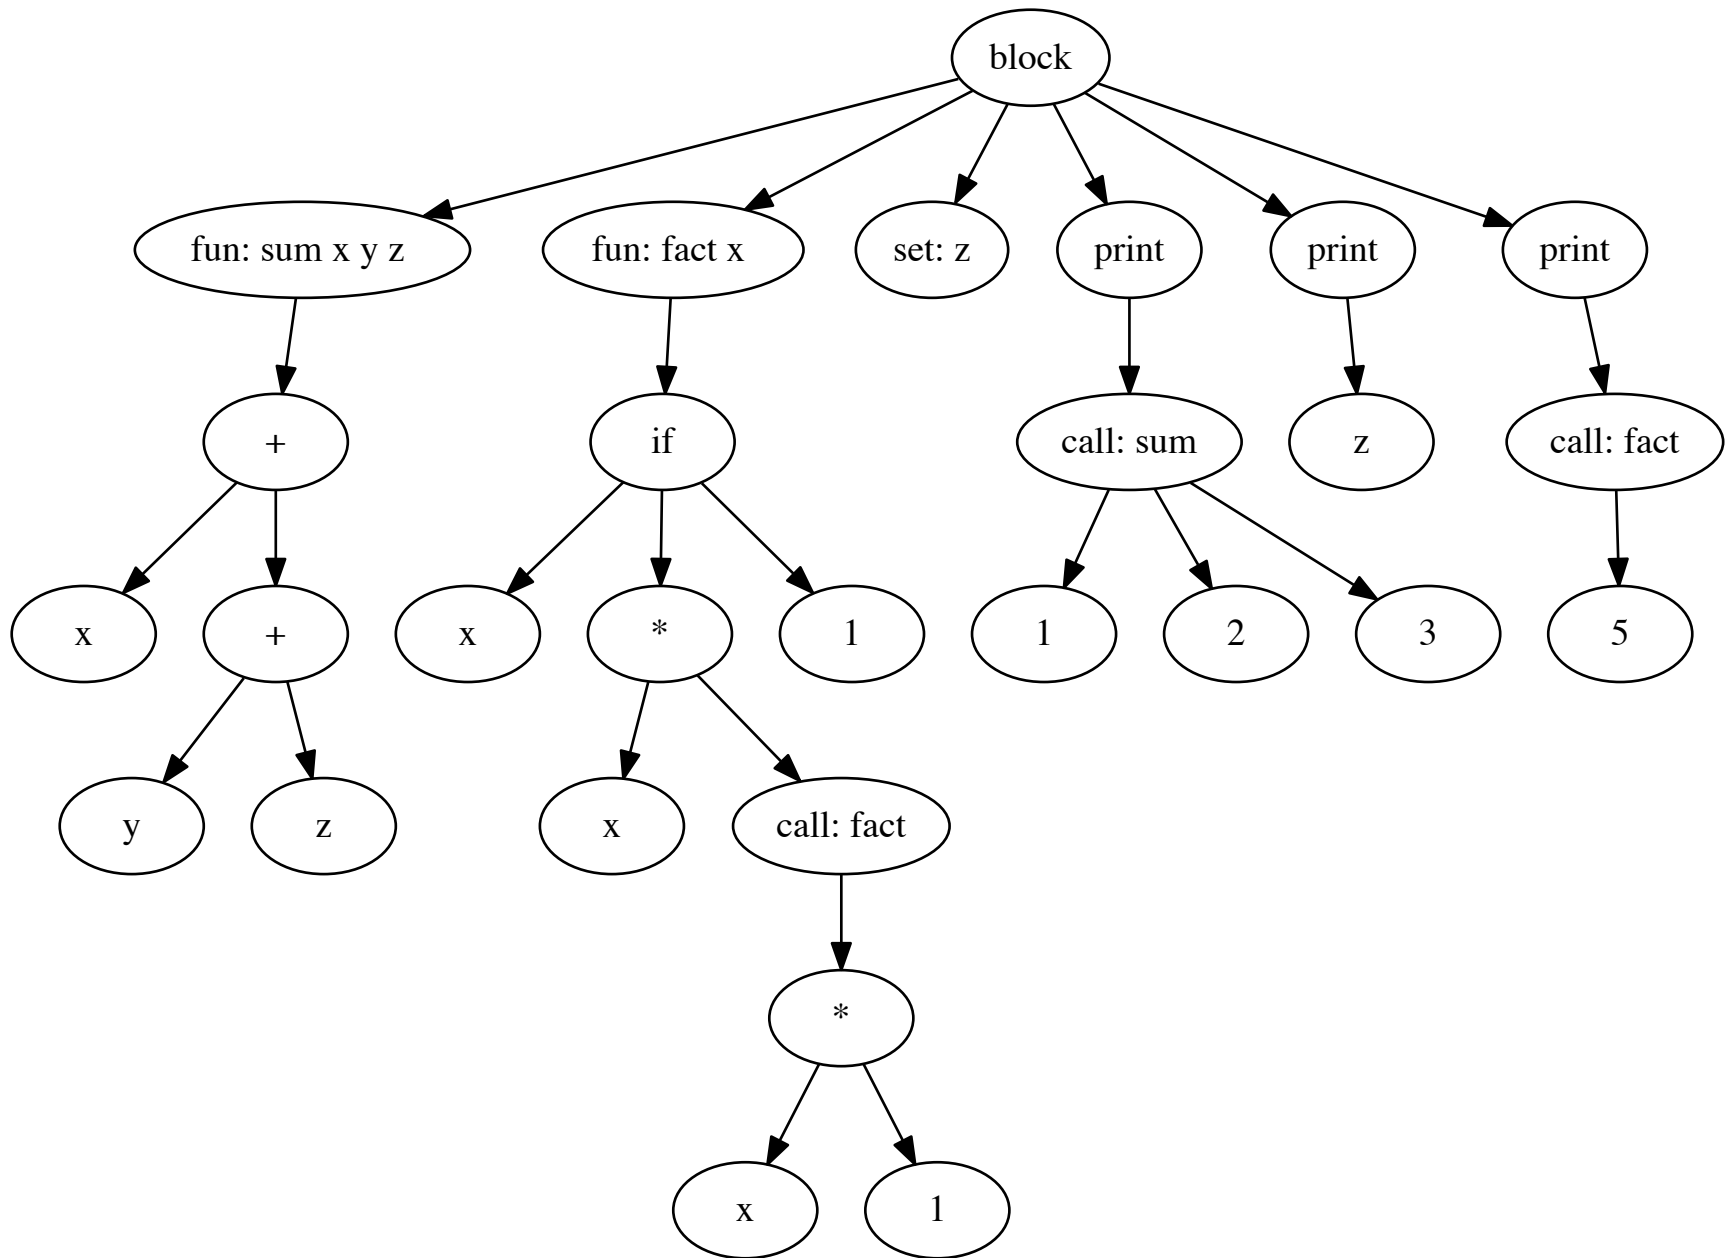 block
fun: sum x y z
fun: fact x
set: z
print
print
print
+
if
call: sum
z
call: fact
x
+
x
*
1
1
2
3
5
y
z
x
call: fact
*
x
1